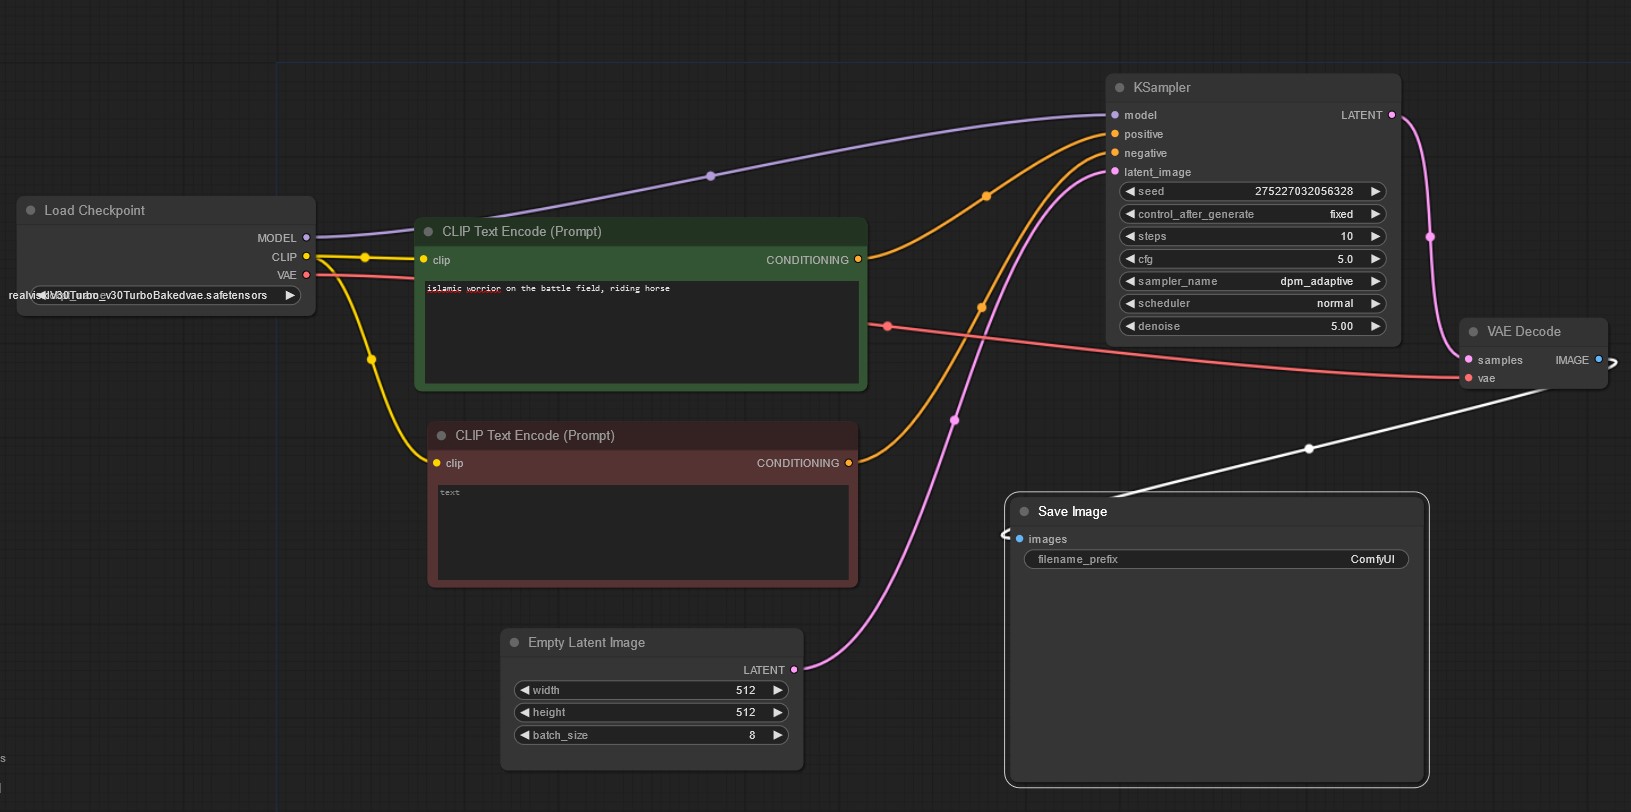 KSampler
model LATENT
positive
negative
latent_image
seed 275227032056328
control_after_generate fixed
steps 10
cfg 5.0
sampler_name dpm_adaptive
scheduler normal
denoise 5.00
Load Checkpoint
MODEL
CLIP
VAE
v30TurboBakedvae.safetensors
CLIP Text Encode (Prompt)
clip CONDITIONING
islamic worrior on the battle field, riding horse
VAE Decode
samples IMAGE
vae
CLIP Text Encode (Prompt)
clip CONDITIONING
text
Save Image
images
filename_prefix ComfyUI
Empty Latent Image
LATENT
width 512
height 512
batch_size 8
s